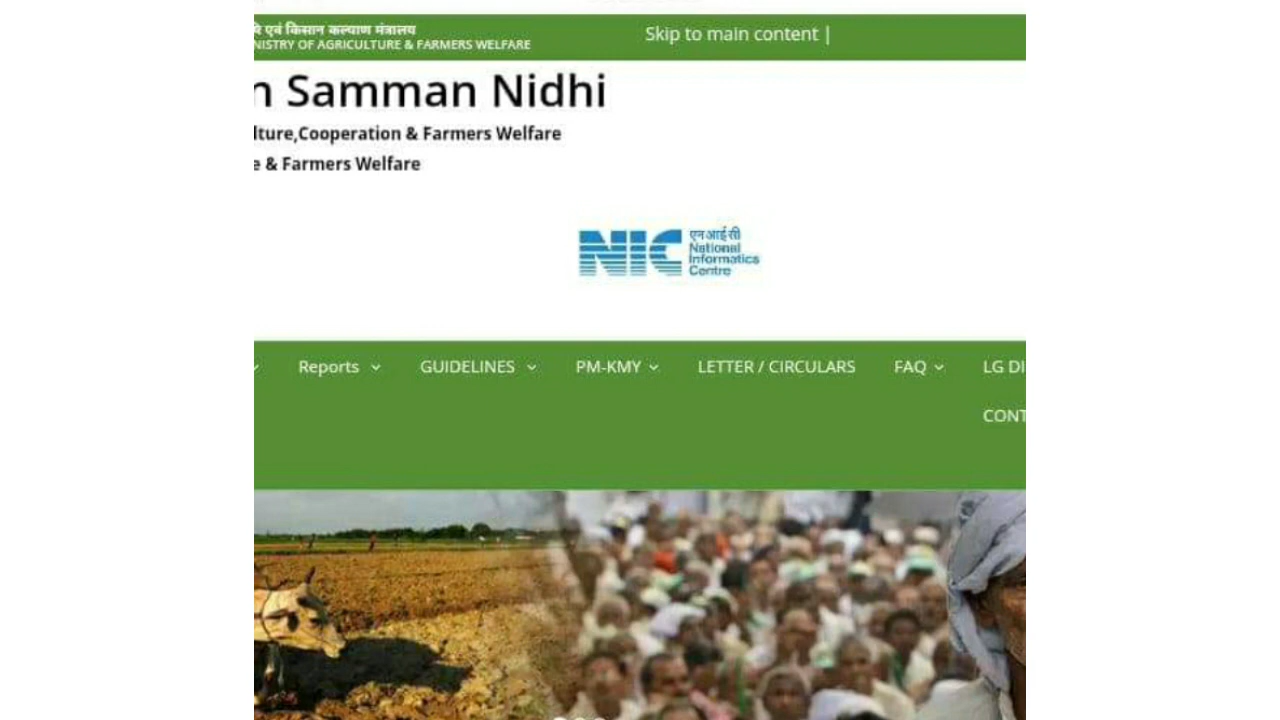 एवं किसान कल्याण मंत्रालय
NISTRY OF AGRICULTURE & FARMERS WELFARE
Skip to main content |
n Samman Nidhi
lture,Cooperation & Farmers Welfare
e & Farmers Welfare
NIC
एन आई सी
National
Informatics
Centre
Reports
GUIDELINES
PM-KMY
LETTER / CIRCULARS
FAQ
LG DI
CONT